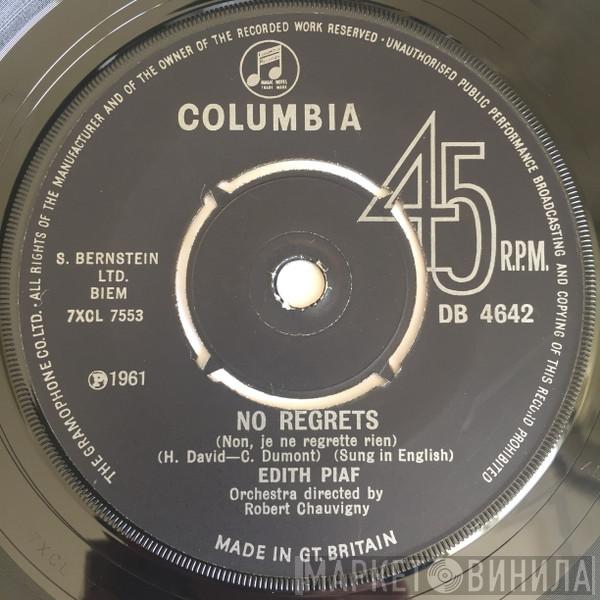 THE GRAMOPHONE CO. LTD. · ALL RIGHTS OF THE MANUFACTURER AND OF THE OWNER OF THE RECORDED WORK RESERVED · UNAUTHORISED PUBLIC PERFORMANCE BROADCASTING AND COPYING OF THIS RECORD PROHIBITED
MAGIC NOTES
TRADE MARK
COLUMBIA
45
R.P.M.
S. BERNSTEIN
LTD.
BIEM
7XCL 7553
DB 4642
℗1961
NO REGRETS
(Non, je ne regrette rien)
(H. David—C. Dumont) (Sung in English)
EDITH PIAF
Orchestra directed by
Robert Chauvigny
MADE IN GT. BRITAIN
7XCL
МАРКЕТ ВИНИЛА